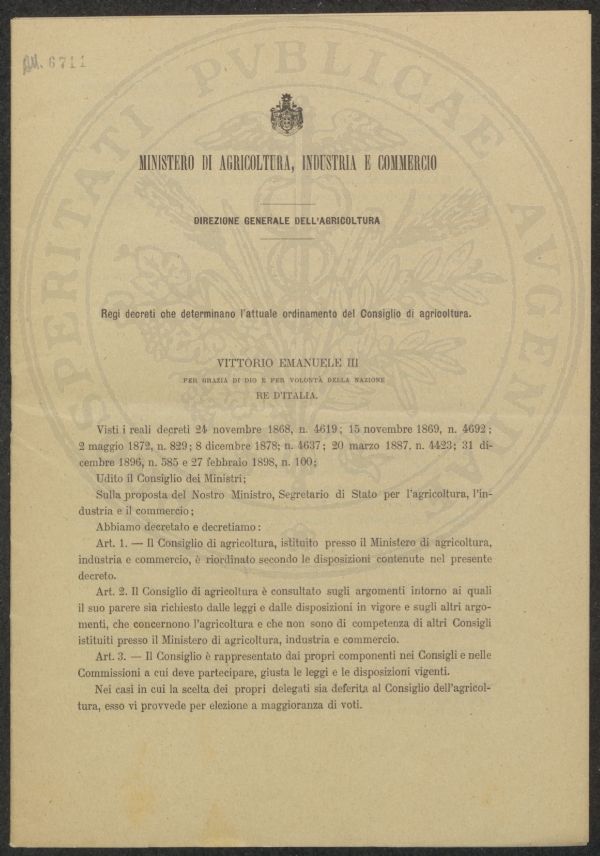 AM. 6711
PROSPERITATI PVBLICAE AVGENDAE
MINISTERO DI AGRICOLTURA, INDUSTRIA E COMMERCIO
DIREZIONE GENERALE DELL'AGRICOLTURA
Regi decreti che determinano l'attuale ordinamento del Consiglio di agricoltura.
VITTORIO EMANUELE III
PER GRAZIA DI DIO E PER VOLONTÀ DELLA NAZIONE
RE D'ITALIA.
Visti i reali decreti 24 novembre 1868, n. 4619; 15 novembre 1869, n. 4692;
2 maggio 1872, n. 829; 8 dicembre 1878; n. 4637; 20 marzo 1887, n. 4423; 31 di-
cembre 1896, n. 585 e 27 febbraio 1898, n. 100;
Udito il Consiglio dei Ministri;
Sulla proposta del Nostro Ministro, Segretario di Stato per l'agricoltura, l'in-
dustria e il commercio;
Abbiamo decretato e decretiamo:
Art. 1. — Il Consiglio di agricoltura, istituito presso il Ministero di agricoltura,
industria e commercio, è riordinato secondo le disposizioni contenute nel presente
decreto.
Art. 2. Il Consiglio di agricoltura è consultato sugli argomenti intorno ai quali
il suo parere sia richiesto dalle leggi e dalle disposizioni in vigore e sugli altri argo-
menti, che concernono l'agricoltura e che non sono di competenza di altri Consigli
istituiti presso il Ministero di agricoltura, industria e commercio.
Art. 3. — Il Consiglio è rappresentato dai propri componenti nei Consigli e nelle
Commissioni a cui deve partecipare, giusta le leggi e le disposizioni vigenti.
Nei casi in cui la scelta dei propri delegati sia deferita al Consiglio dell'agricol-
tura, esso vi provvede per elezione a maggioranza di voti.